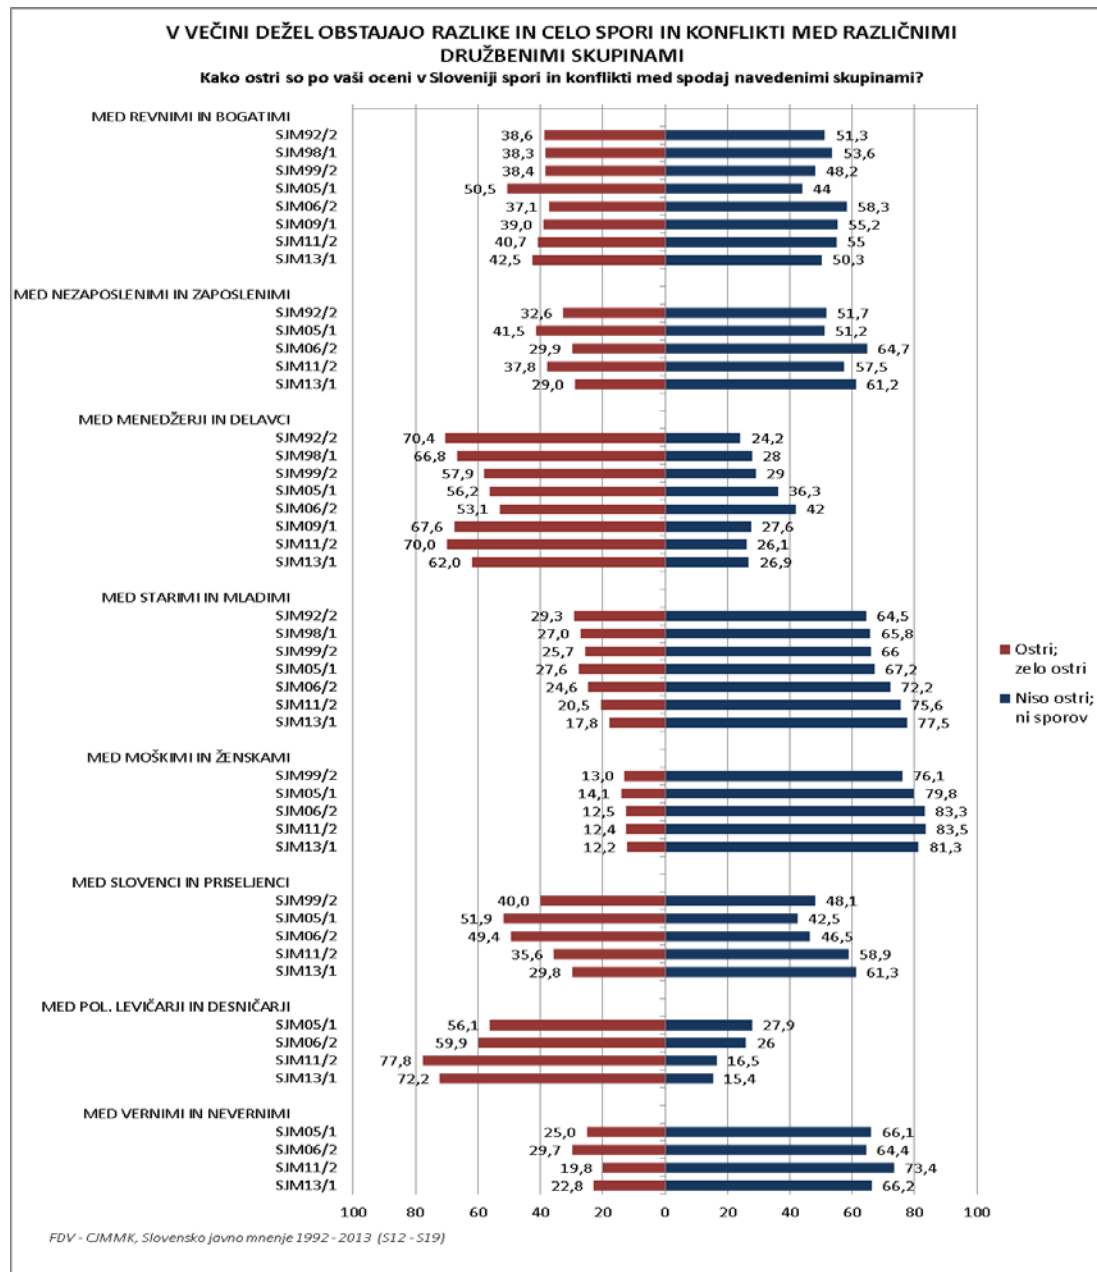 V VEČINI DEŽEL OBSTAJAJO RAZLIKE IN CELO SPORI IN KONFLIKTI MED RAZLIČNIMI
DRUŽBENIMI SKUPINAMI
Kako ostri so po vaši oceni v Sloveniji spori in konflikti med spodaj navedenimi skupinami?
100 80 60 40 20 0 20 40 60 80 100
MED REVNIMI IN BOGATIMI
SJM92/2 38,6 51,3
SJM98/1 38,3 53,6
SJM99/2 38,4 48,2
SJM05/1 50,5 44
SJM06/2 37,1 58,3
SJM09/1 39,0 55,2
SJM11/2 40,7 55
SJM13/1 42,5 50,3
MED NEZAPOSLENIMI IN ZAPOSLENIMI
SJM92/2 32,6 51,7
SJM05/1 41,5 51,2
SJM06/2 29,9 64,7
SJM11/2 37,8 57,5
SJM13/1 29,0 61,2
MED MENEDŽERJI IN DELAVCI
SJM92/2 70,4 24,2
SJM98/1 66,8 28
SJM99/2 57,9 29
SJM05/1 56,2 36,3
SJM06/2 53,1 42
SJM09/1 67,6 27,6
SJM11/2 70,0 26,1
SJM13/1 62,0 26,9
MED STARIMI IN MLADIMI
SJM92/2 29,3 64,5
SJM98/1 27,0 65,8
SJM99/2 25,7 66
SJM05/1 27,6 67,2
SJM06/2 24,6 72,2
SJM11/2 20,5 75,6
SJM13/1 17,8 77,5
Ostri;
zelo ostri
Niso ostri;
ni sporov
MED MOŠKIMI IN ŽENSKAMI
SJM99/2 13,0 76,1
SJM05/1 14,1 79,8
SJM06/2 12,5 83,3
SJM11/2 12,4 83,5
SJM13/1 12,2 81,3
MED SLOVENCI IN PRISELJENCI
SJM99/2 40,0 48,1
SJM05/1 51,9 42,5
SJM06/2 49,4 46,5
SJM11/2 35,6 58,9
SJM13/1 29,8 61,3
MED POL. LEVIČARJI IN DESNIČARJI
SJM05/1 56,1 27,9
SJM06/2 59,9 26
SJM11/2 77,8 16,5
SJM13/1 72,2 15,4
MED VERNIMI IN NEVERNIMI
SJM05/1 25,0 66,1
SJM06/2 29,7 64,4
SJM11/2 19,8 73,4
SJM13/1 22,8 66,2
100 80 60 40 20 0 20 40 60 80 100
FDV - CJMMK, Slovensko javno mnenje 1992 - 2013 (S12 - S19)